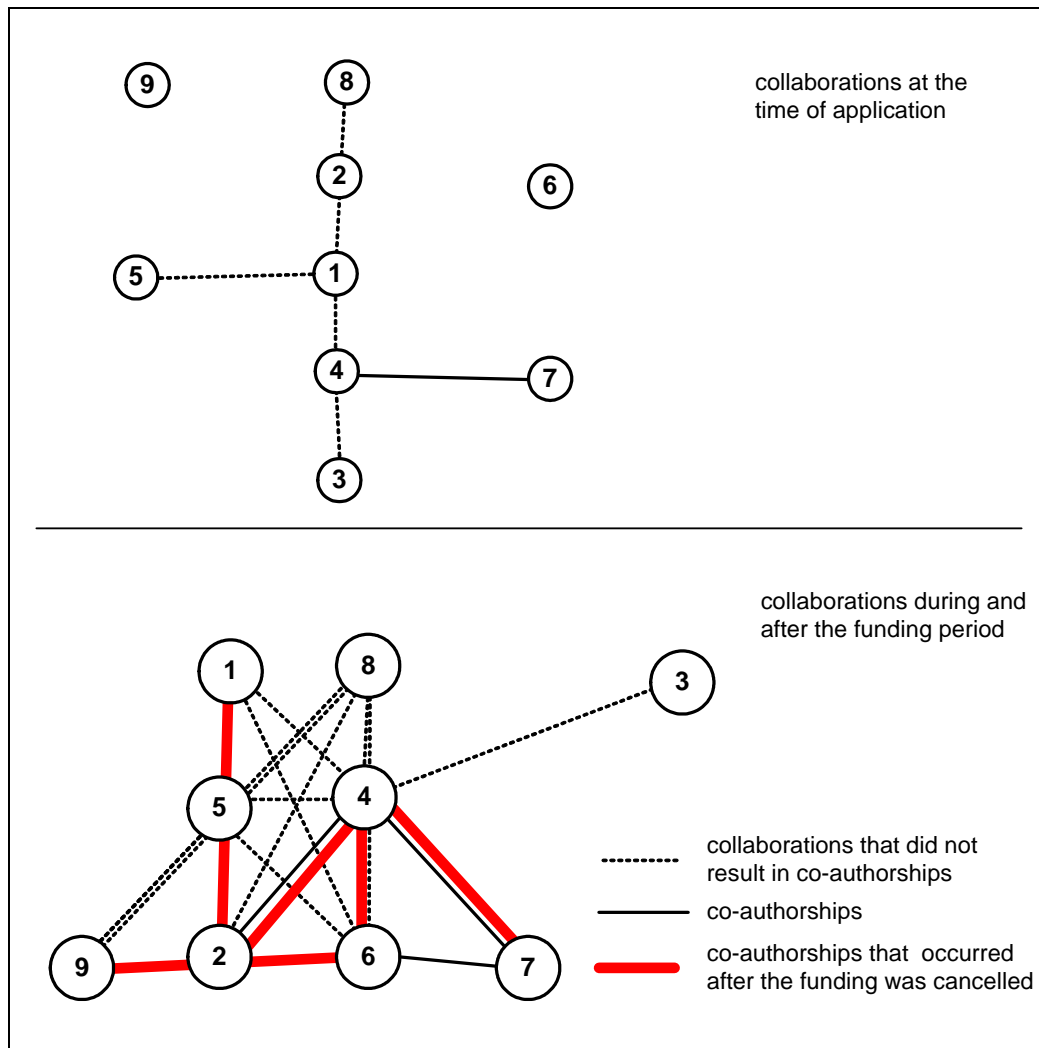 9
8
collaborations at the
time of application
2
6
5
1
4
7
3
collaborations during and
after the funding period
1
8
3
5
4
collaborations that did not
result in co-authorships
co-authorships
9
2
6
7
co-authorships that occurred
after the funding was cancelled